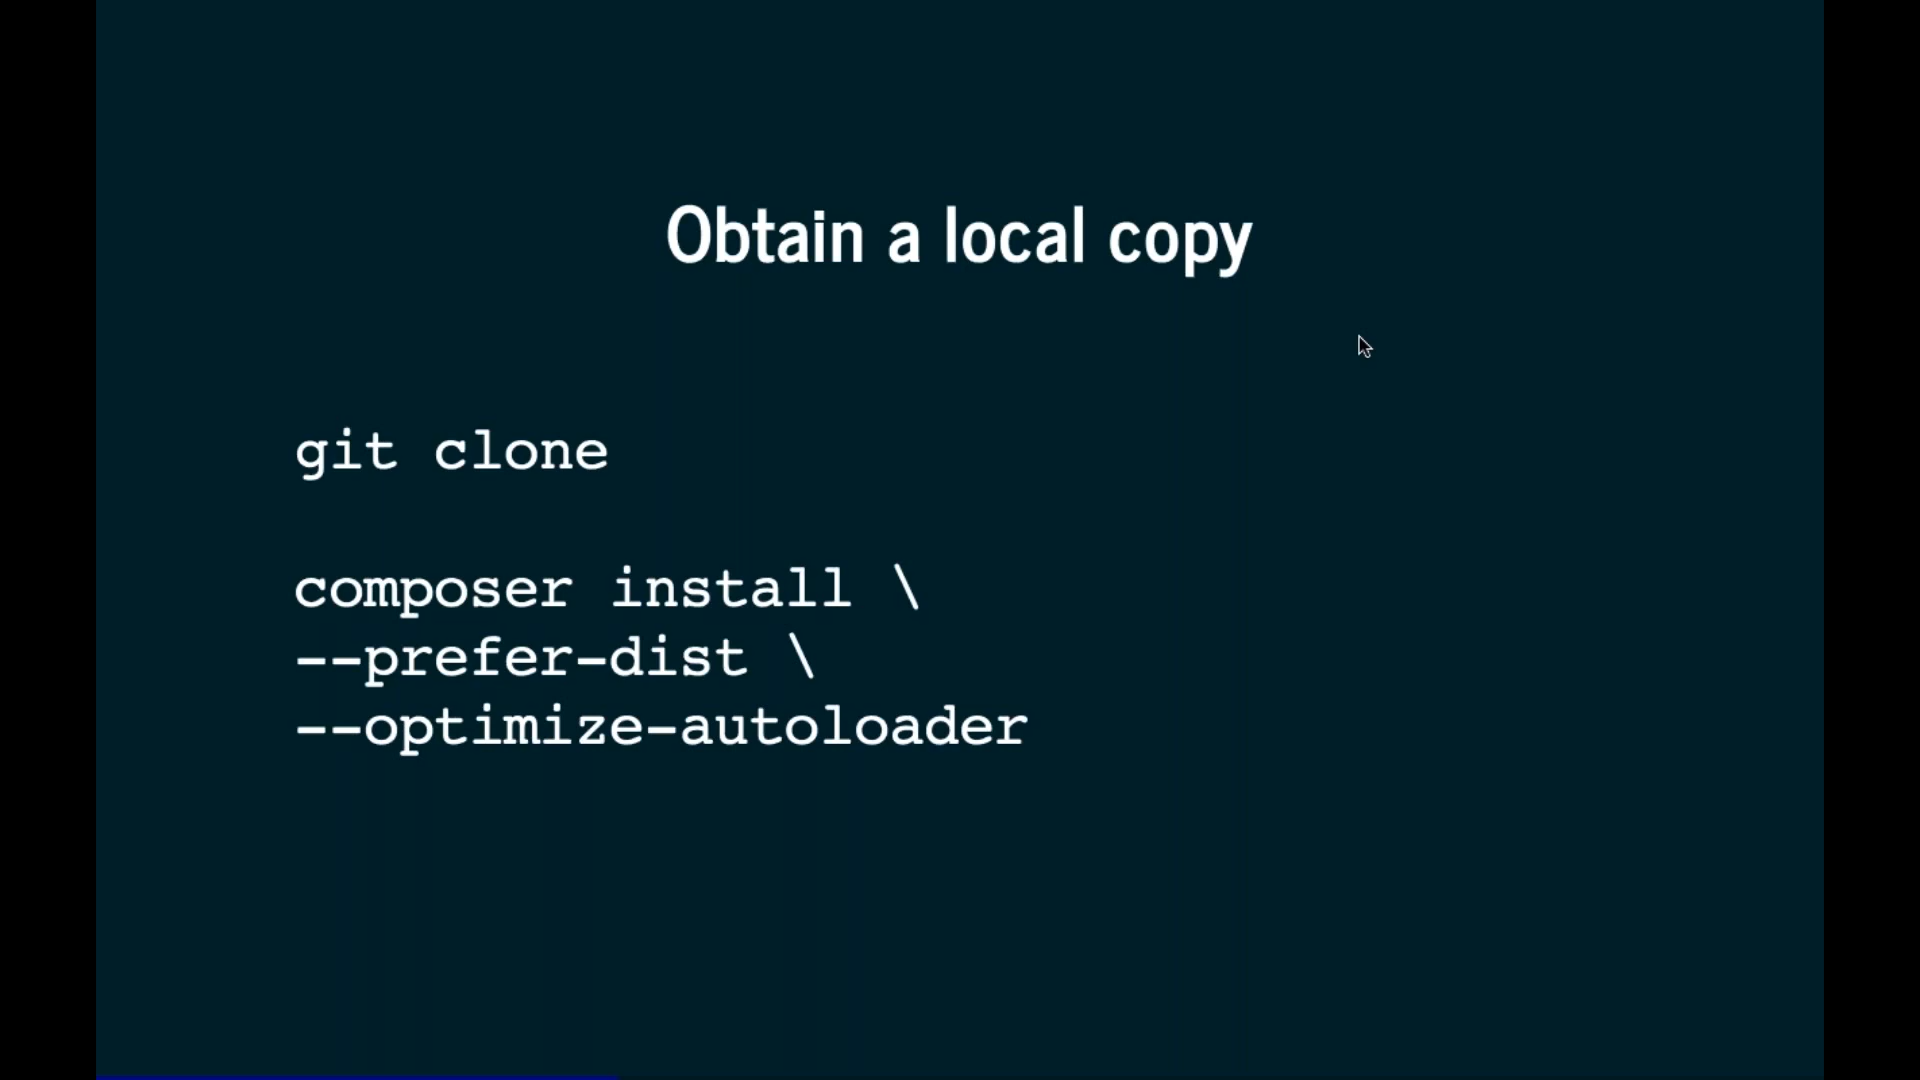 Obtain a local copy
git clone
composer install \
--prefer-dist \
--optimize-autoloader